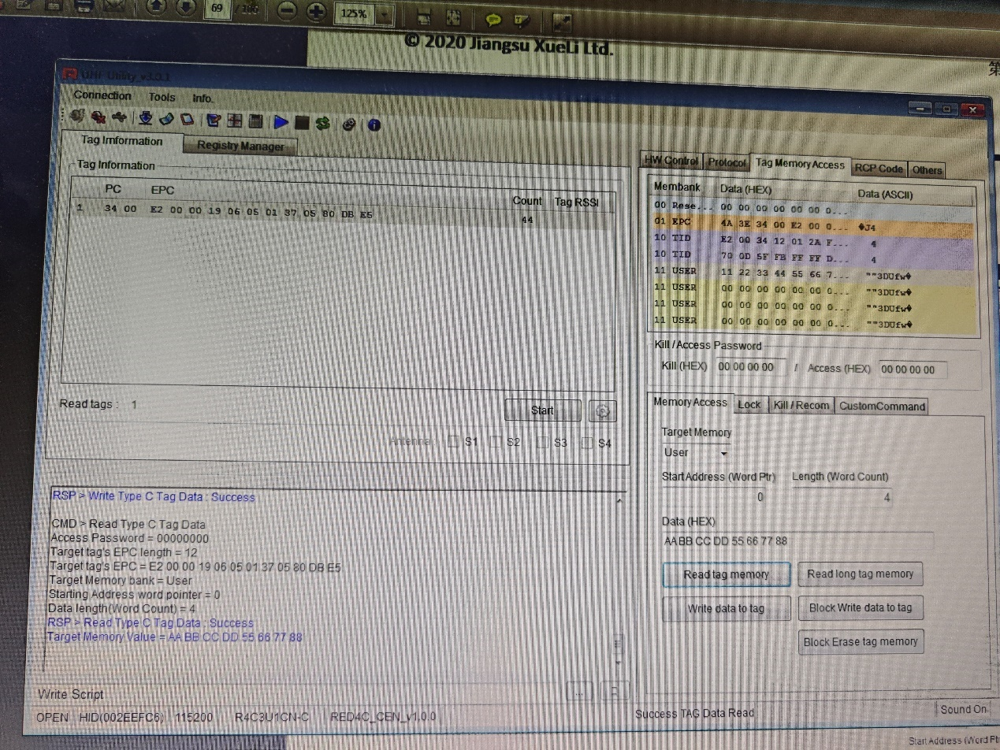 69 / 100
125%
© 2020 Jiangsu XueLi Ltd.
第
UHF Utility_v3.0.1
Connection Tools Info.
Tag Imformation Registry Manager
Tag Information
PC EPC Count Tag RSSI
1 34 00 E2 00 00 19 06 05 01 37 05 80 DB E5 44
Read tags : 1
Start
Antenna : S1 S2 S3 S4
RSP > Write Type C Tag Data : Success
CMD > Read Type C Tag Data
Access Password = 00000000
Target tag's EPC length = 12
Target tag's EPC = E2 00 00 19 06 05 01 37 05 80 DB E5
Target Memory bank = User
Starting Address word pointer = 0
Data length(Word Count) = 4
RSP > Read Type C Tag Data : Success
Target Memory Value = AA BB CC DD 55 66 77 88
Write Script
...
OPEN HID(002EEFC6) 115200 R4C3U1CN-C RED4C_CEN_v1.0.0
HW Control Protocol Tag Memory Access RCP Code Others
Membank Data (HEX) Data (ASCII)
00 Rese... 00 00 00 00 00 00 0...
01 EPC 4A 3E 34 00 E2 00 0... �J4
10 TID E2 00 34 12 01 2A F... 4
10 TID 70 0D 5F FB FF FF D... 4
11 USER 11 22 33 44 55 66 7... ""3DUfw�
11 USER 00 00 00 00 00 00 0... ""3DUfw�
11 USER 00 00 00 00 00 00 0... ""3DUfw�
11 USER 00 00 00 00 00 00 0... ""3DUfw�
Kill / Access Password
Kill (HEX) 00 00 00 00 / Access (HEX) 00 00 00 00
Memory Access Lock Kill / Recom CustomCommand
Target Memory
User
Start Address (Word Ptr) Length (Word Count)
0 4
Data (HEX)
AA BB CC DD 55 66 77 88
Read tag memory Read long tag memory
Write data to tag Block Write data to tag
Block Erase tag memory
Success TAG Data Read
Sound On
Start Address (Word Ptr